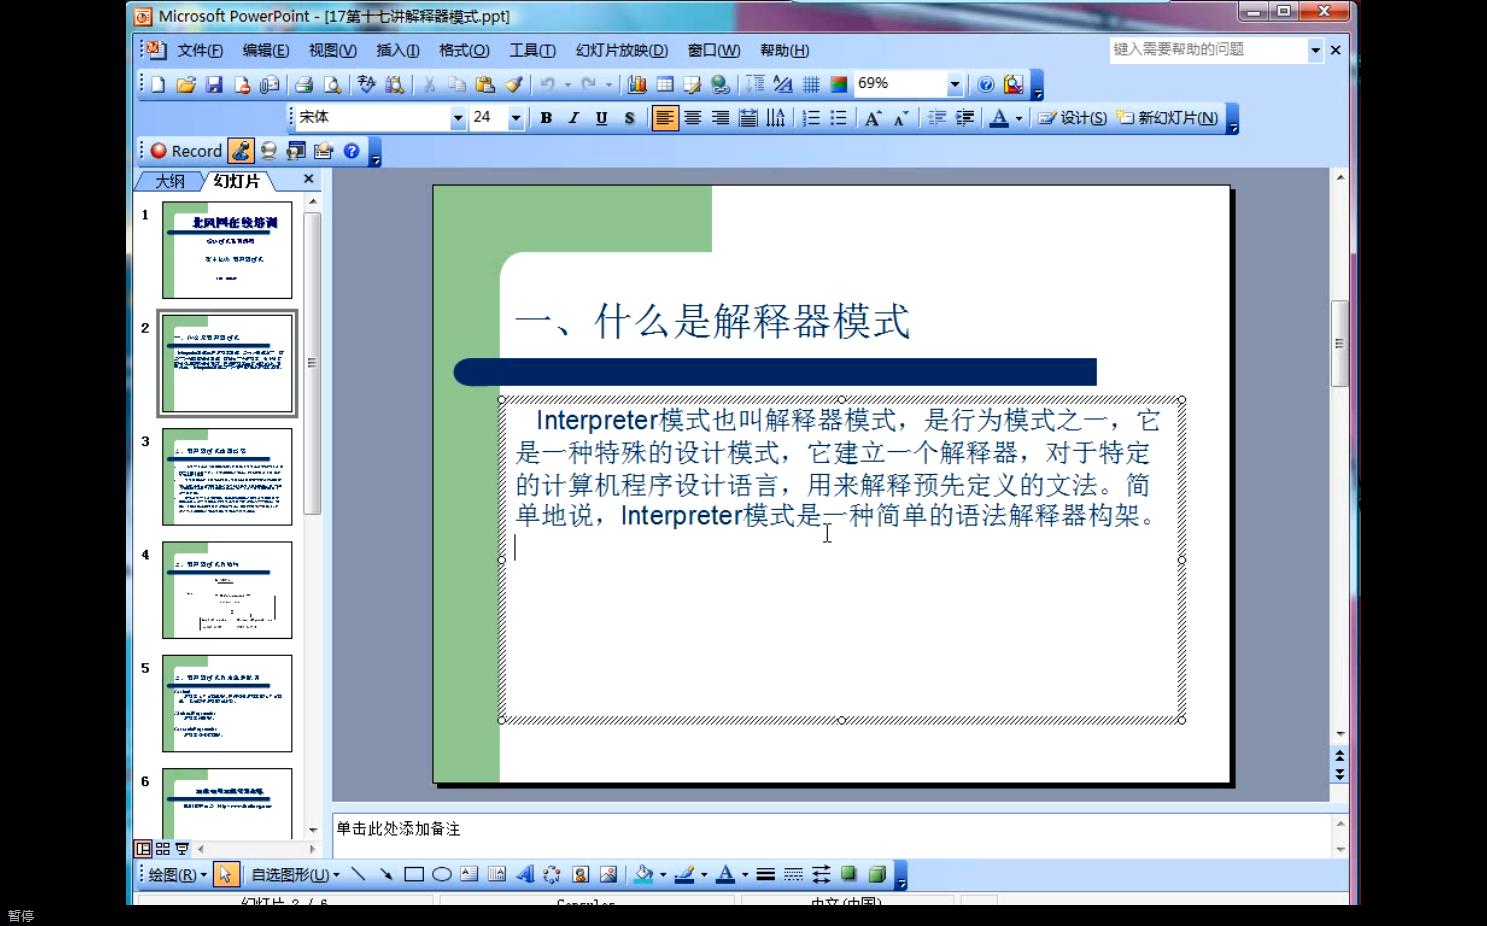 Microsoft PowerPoint - [17第十七讲解释器模式.ppt]
文件(F) 编辑(E) 视图(V) 插入(I) 格式(O) 工具(T) 幻灯片放映(D) 窗口(W) 帮助(H) 键入需要帮助的问题
69%
宋体 24 B I U S 设计(S) 新幻灯片(N)
Record
大纲 幻灯片
1
北风网在线培训
2
3
4
5
6
一、什么是解释器模式
Interpreter模式也叫解释器模式，是行为模式之一，它
是一种特殊的设计模式，它建立一个解释器，对于特定
的计算机程序设计语言，用来解释预先定义的文法。简
单地说，Interpreter模式是一种简单的语法解释器构架。
单击此处添加备注
绘图(R) 自选图形(U)
幻灯片 2 / 6 Capsules 中文(中国)
暂停